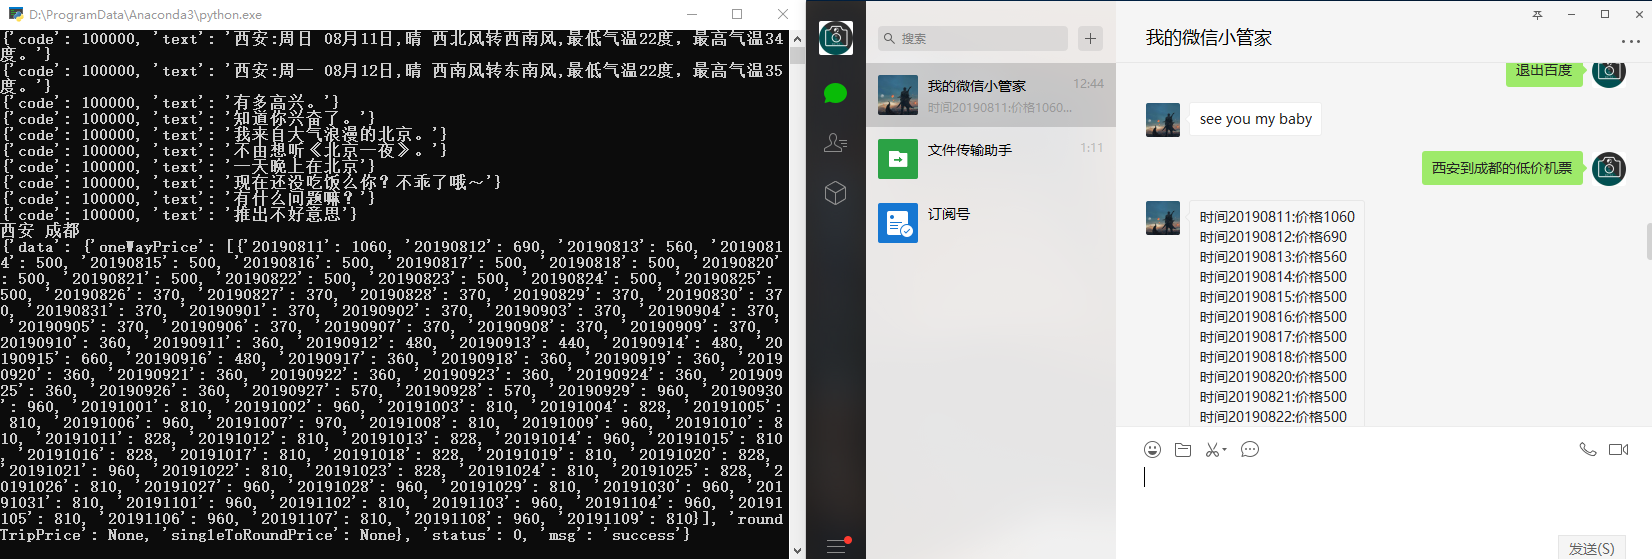 D:\ProgramData\Anaconda3\python.exe
{'code': 100000, 'text': '西安:周日 08月11日,晴 西北风转西南风,最低气温22度，最高气温34
度。'}
{'code': 100000, 'text': '西安:周一 08月12日,晴 西南风转东南风,最低气温22度，最高气温35
度。'}
{'code': 100000, 'text': '有多高兴。'}
{'code': 100000, 'text': '知道你兴奋了。'}
{'code': 100000, 'text': '我来自大气浪漫的北京。'}
{'code': 100000, 'text': '不由想听《北京一夜》。'}
{'code': 100000, 'text': '一天晚上在北京'}
{'code': 100000, 'text': '现在还没吃饭么你？不乖了哦～'}
{'code': 100000, 'text': '有什么问题嘛？'}
{'code': 100000, 'text': '推出不好意思'}
西安 成都
{'data': {'oneWayPrice': [{'20190811': 1060, '20190812': 690, '20190813': 560, '2019081
4': 500, '20190815': 500, '20190816': 500, '20190817': 500, '20190818': 500, '20190820'
: 500, '20190821': 500, '20190822': 500, '20190823': 500, '20190824': 500, '20190825':
500, '20190826': 370, '20190827': 370, '20190828': 370, '20190829': 370, '20190830': 37
0, '20190831': 370, '20190901': 370, '20190902': 370, '20190903': 370, '20190904': 370,
'20190905': 370, '20190906': 370, '20190907': 370, '20190908': 370, '20190909': 370, '
20190910': 360, '20190911': 360, '20190912': 480, '20190913': 440, '20190914': 480, '20
190915': 660, '20190916': 480, '20190917': 360, '20190918': 360, '20190919': 360, '2019
0920': 360, '20190921': 360, '20190922': 360, '20190923': 360, '20190924': 360, '201909
25': 360, '20190926': 360, '20190927': 570, '20190928': 570, '20190929': 960, '20190930
': 960, '20191001': 810, '20191002': 960, '20191003': 810, '20191004': 828, '20191005':
810, '20191006': 960, '20191007': 970, '20191008': 810, '20191009': 960, '20191010': 8
10, '20191011': 828, '20191012': 810, '20191013': 828, '20191014': 960, '20191015': 810
, '20191016': 828, '20191017': 810, '20191018': 828, '20191019': 810, '20191020': 828,
'20191021': 960, '20191022': 810, '20191023': 828, '20191024': 810, '20191025': 828, '2
0191026': 810, '20191027': 960, '20191028': 960, '20191029': 810, '20191030': 960, '201
91031': 810, '20191101': 960, '20191102': 810, '20191103': 960, '20191104': 960, '20191
105': 810, '20191106': 960, '20191107': 810, '20191108': 960, '20191109': 810}], 'round
TripPrice': None, 'singleToRoundPrice': None}, 'status': 0, 'msg': 'success'}
搜索
我的微信小管家 12:44
时间20190811:价格1060...
文件传输助手 1:11
订阅号
我的微信小管家
退出百度
see you my baby
西安到成都的低价机票
时间20190811:价格1060
时间20190812:价格690
时间20190813:价格560
时间20190814:价格500
时间20190815:价格500
时间20190816:价格500
时间20190817:价格500
时间20190818:价格500
时间20190820:价格500
时间20190821:价格500
时间20190822:价格500
发送(S)